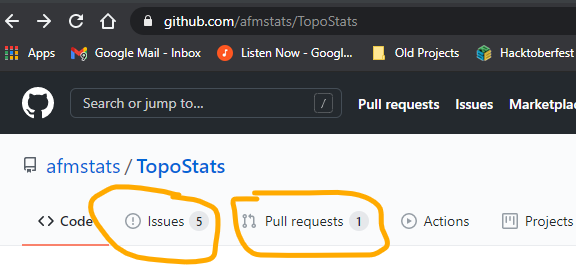 github.com/afmstats/TopoStats
Apps Google Mail - Inbox Listen Now - Googl... Old Projects Hacktoberfest
Search or jump to... / Pull requests Issues Marketpla
afmstats / TopoStats
Code Issues 5 Pull requests 1 Actions Projects